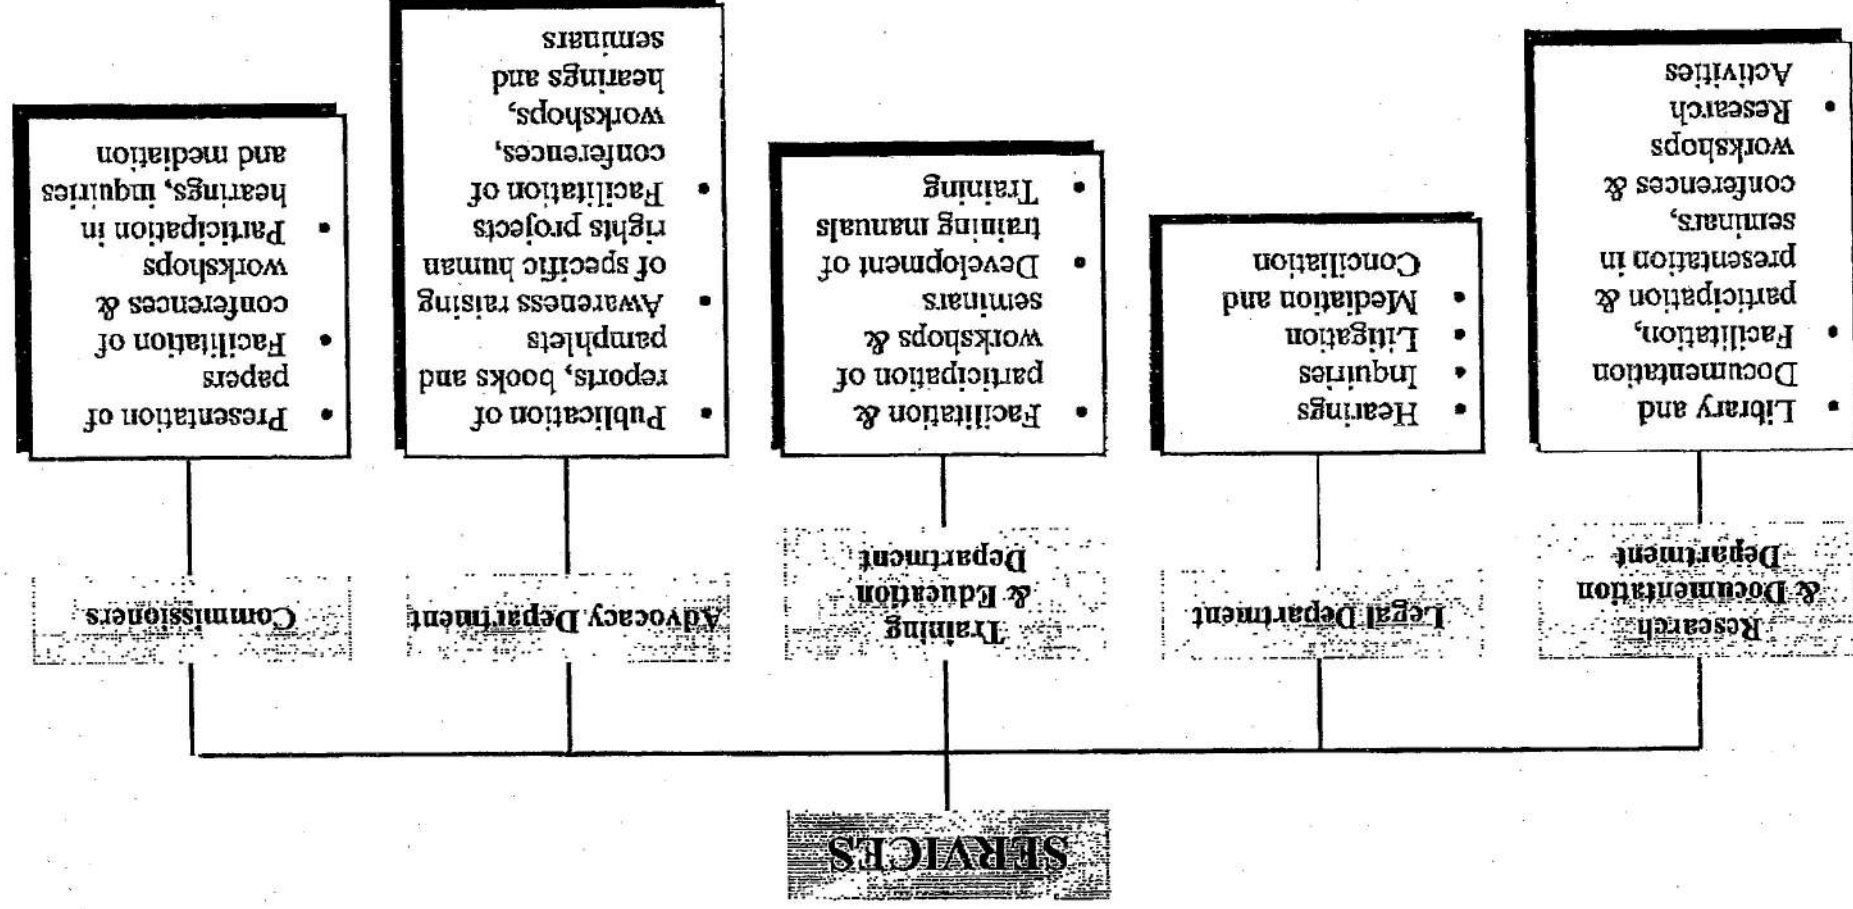 SERVICES
Research
& Documentation
Department
• Library and
Documentation
• Facilitation,
participation &
presentation in
seminars,
conferences &
workshops
• Research
Activities
Legal Department
• Hearings
• Inquiries
• Litigation
• Mediation and
Conciliation
Training
& Education
Department
• Facilitation &
participation of
workshops &
seminars
• Development of
training manuals
• Training
Advocacy Department
• Publication of
reports, books and
pamphlets
• Awareness raising
of specific human
rights projects
• Facilitation of
conferences,
workshops,
hearings and
seminars
Commissioners
• Presentation of
papers
• Facilitation of
conferences &
workshops
• Participation in
hearings, inquiries
and mediation